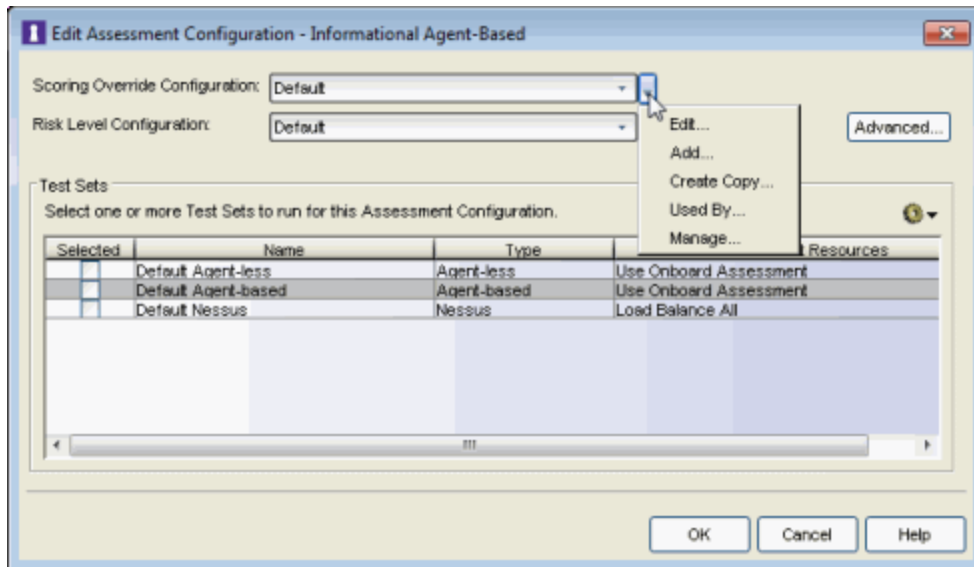 Edit Assessment Configuration - Informational Agent-Based
Scoring Override Configuration: Default
Risk Level Configuration: Default
Advanced...
Edit...
Add...
Create Copy...
Used By...
Manage...
Test Sets
Select one or more Test Sets to run for this Assessment Configuration.
Selected Name Type Resources
Default Agent-less Agent-less Use Onboard Assessment
Default Agent-based Agent-based Use Onboard Assessment
Default Nessus Nessus Load Balance All
OK Cancel Help